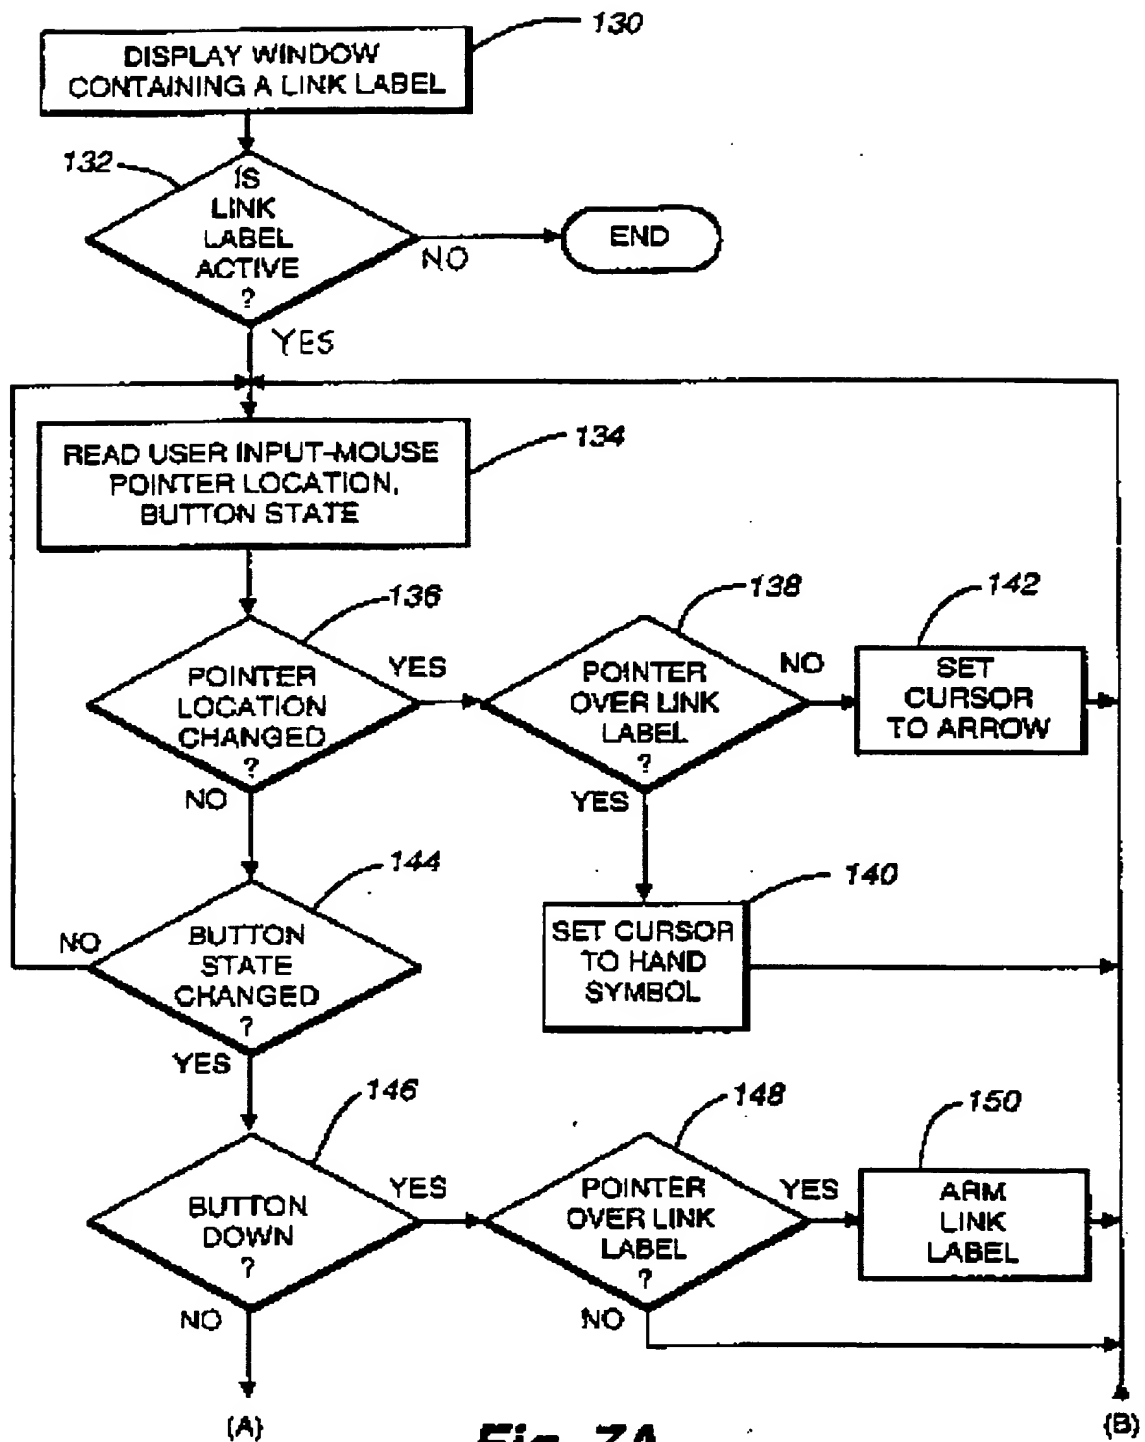 130
DISPLAY WINDOW
CONTAINING A LINK LABEL
132
IS
LINK
LABEL
ACTIVE
?
NO
END
YES
134
READ USER INPUT-MOUSE
POINTER LOCATION,
BUTTON STATE
136
POINTER
LOCATION
CHANGED
?
YES
NO
138
POINTER
OVER LINK
LABEL
?
NO
YES
142
SET
CURSOR
TO ARROW
140
SET CURSOR
TO HAND
SYMBOL
144
BUTTON
STATE
CHANGED
?
NO
YES
146
BUTTON
DOWN
?
YES
NO
148
POINTER
OVER LINK
LABEL
?
YES
NO
150
ARM
LINK
LABEL
(A)
(B)
Fig. 7A